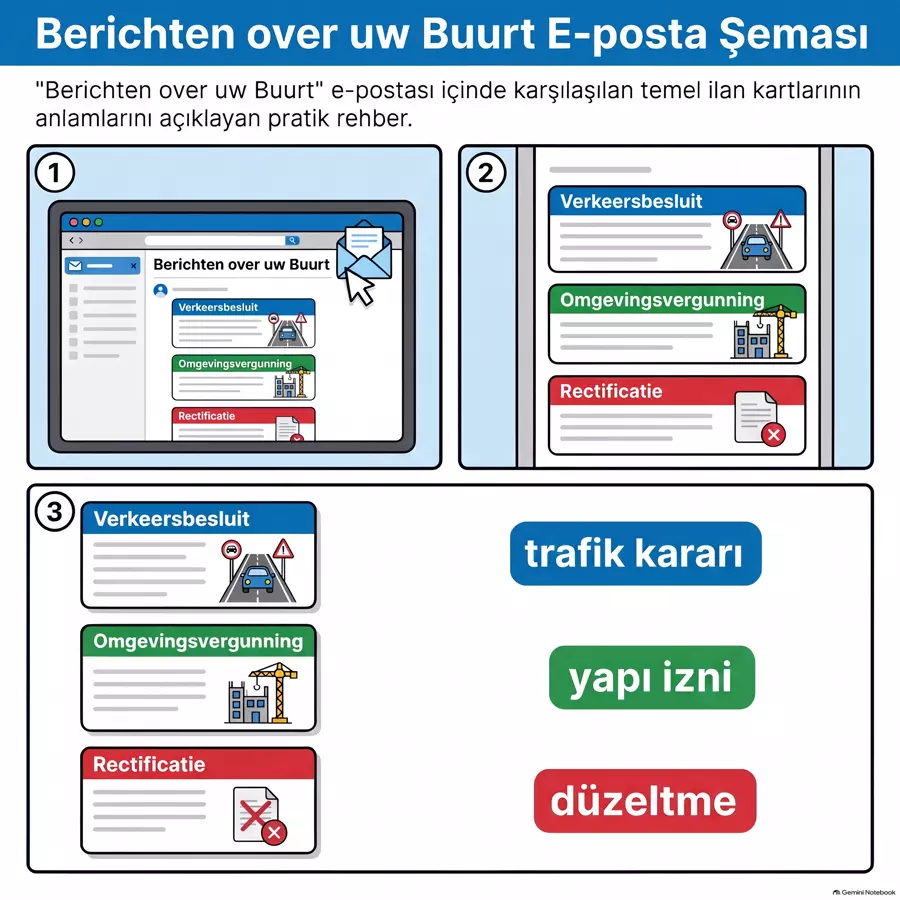 Berichten over uw Buurt E-posta Şeması
"Berichten over uw Buurt" e-postası içinde karşılaşılan temel ilan kartlarının
anlamlarını açıklayan pratik rehber.
1
Berichten over uw Buurt
Verkeersbesluit
Omgevingsvergunning
Rectificatie
2
Verkeersbesluit
Omgevingsvergunning
Rectificatie
3
Verkeersbesluit
trafik kararı
Omgevingsvergunning
yapı izni
Rectificatie
düzeltme
Gemini Notebook